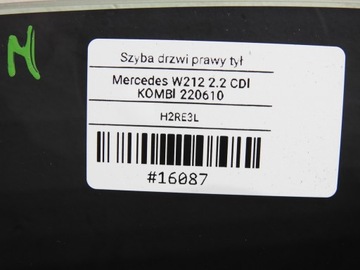 N
Szyba drzwi prawy tył
Mercedes W212 2.2 CDI
KOMBI 220610
H2RE3L
#16087